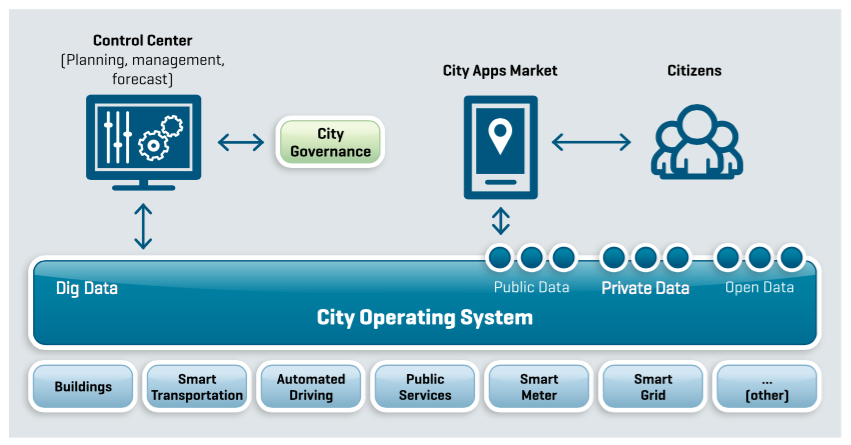 Control Center
(Planning, management,
forecast)
City Apps Market
Citizens
City
Governance
Dig Data
Public Data
Private Data
Open Data
City Operating System
Buildings
Smart
Transportation
Automated
Driving
Public
Services
Smart
Meter
Smart
Grid
...
(other)